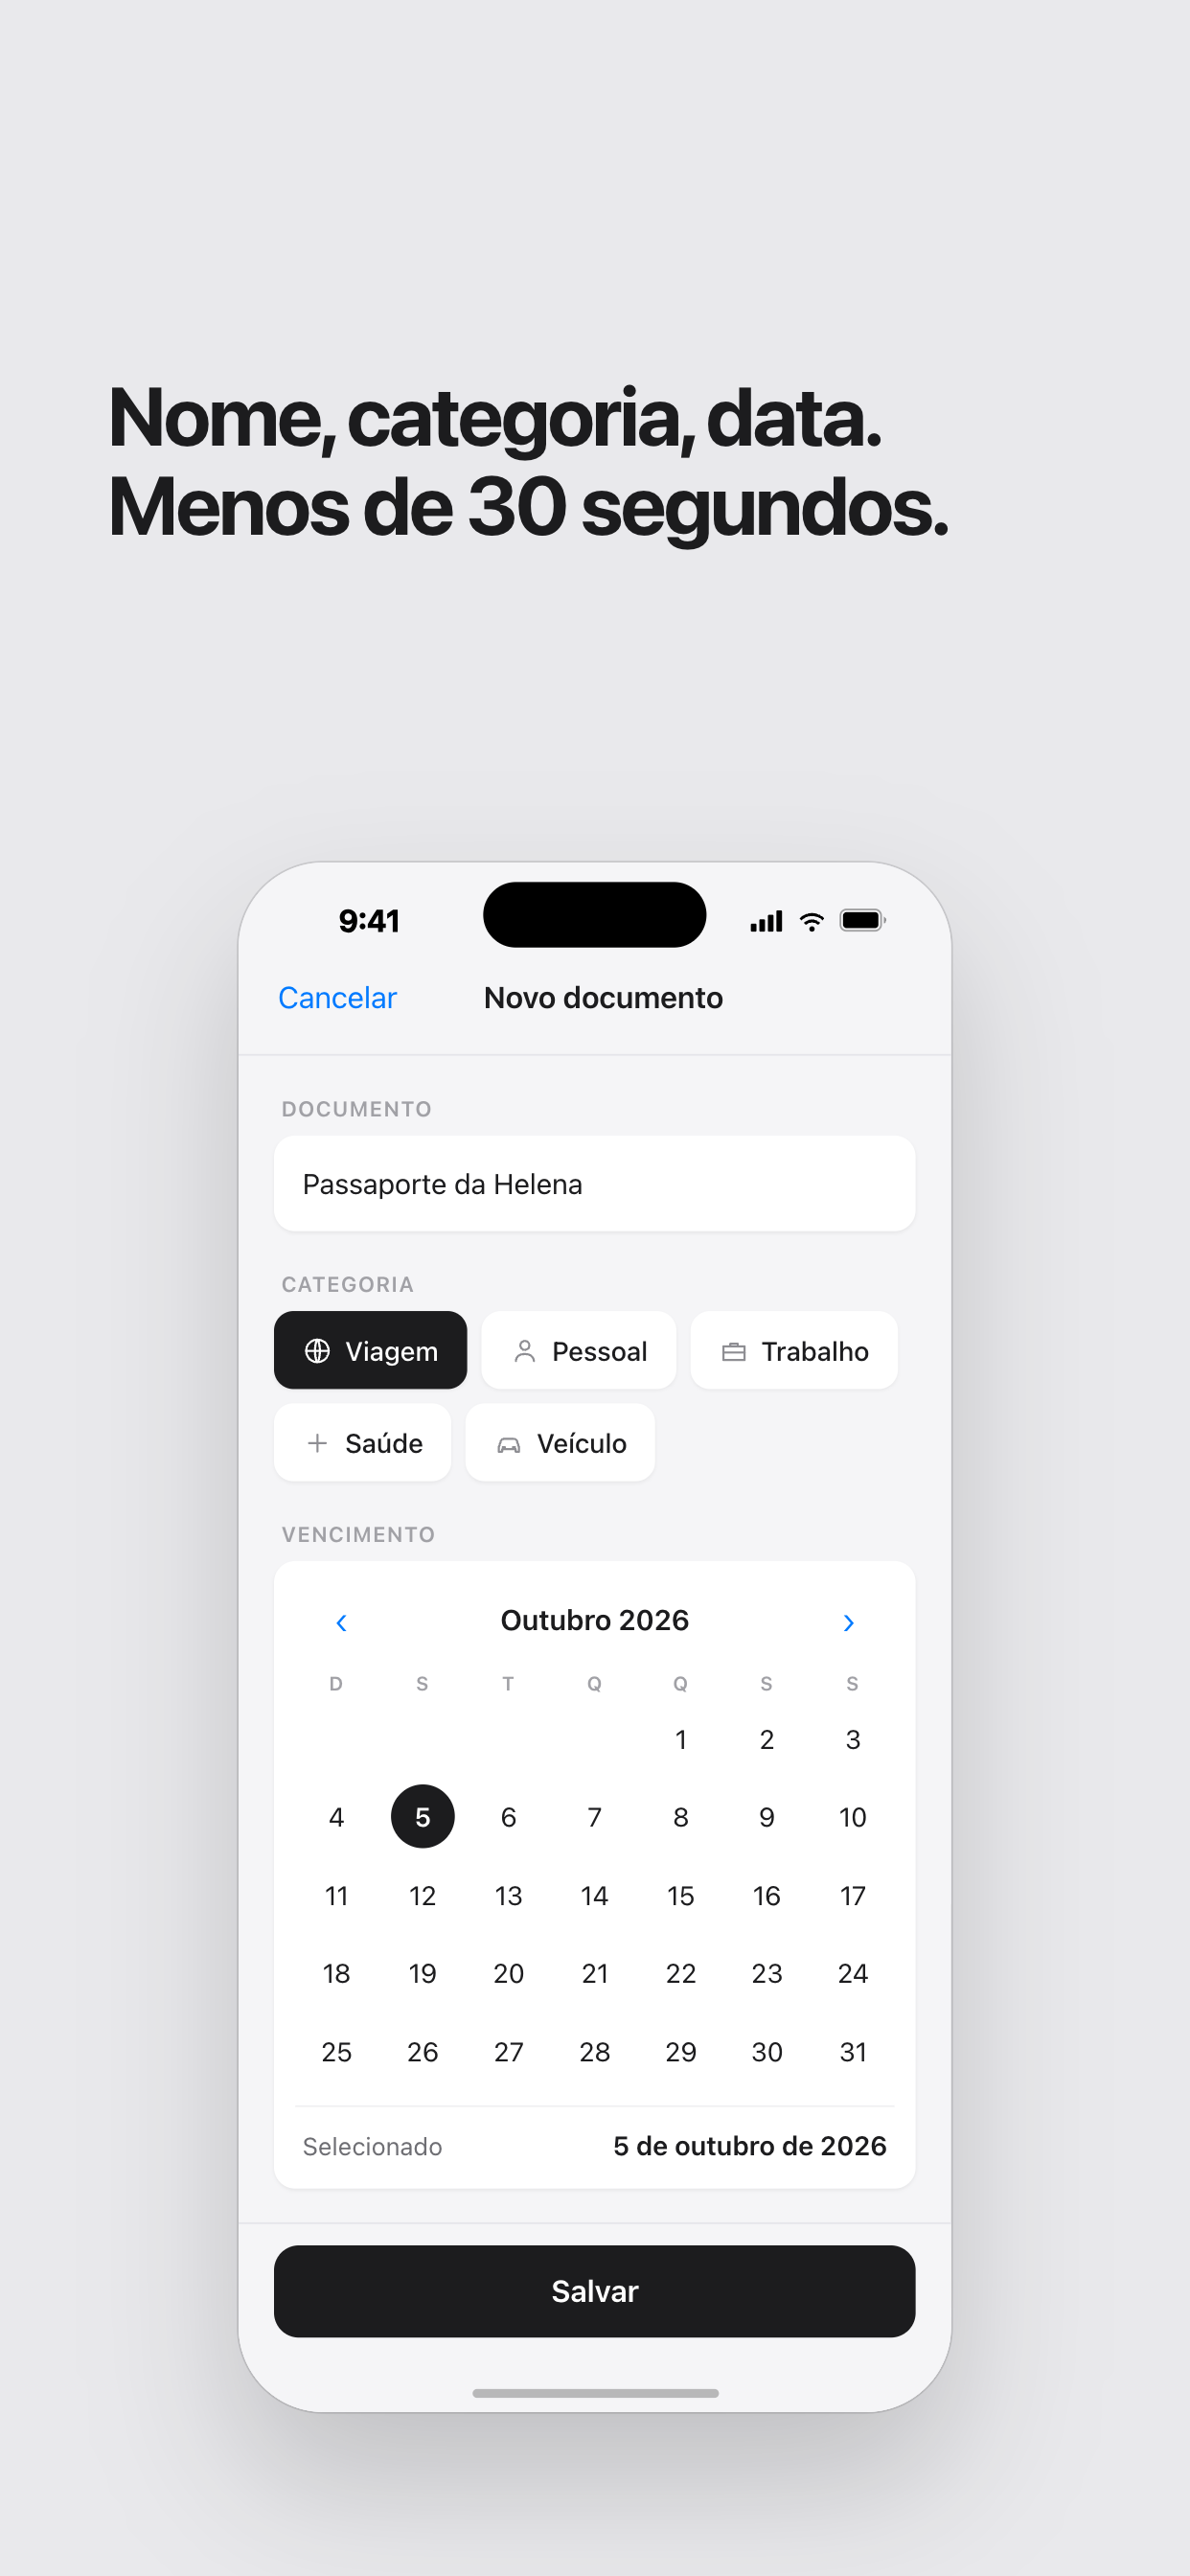 Nome, categoria, data.
Menos de 30 segundos.
9:41
Cancelar Novo documento
DOCUMENTO
Passaporte da Helena
CATEGORIA
Viagem Pessoal Trabalho
Saúde Veículo
VENCIMENTO
‹ Outubro 2026 ›
D S T Q Q S S
1 2 3
4 5 6 7 8 9 10
11 12 13 14 15 16 17
18 19 20 21 22 23 24
25 26 27 28 29 30 31
Selecionado 5 de outubro de 2026
Salvar